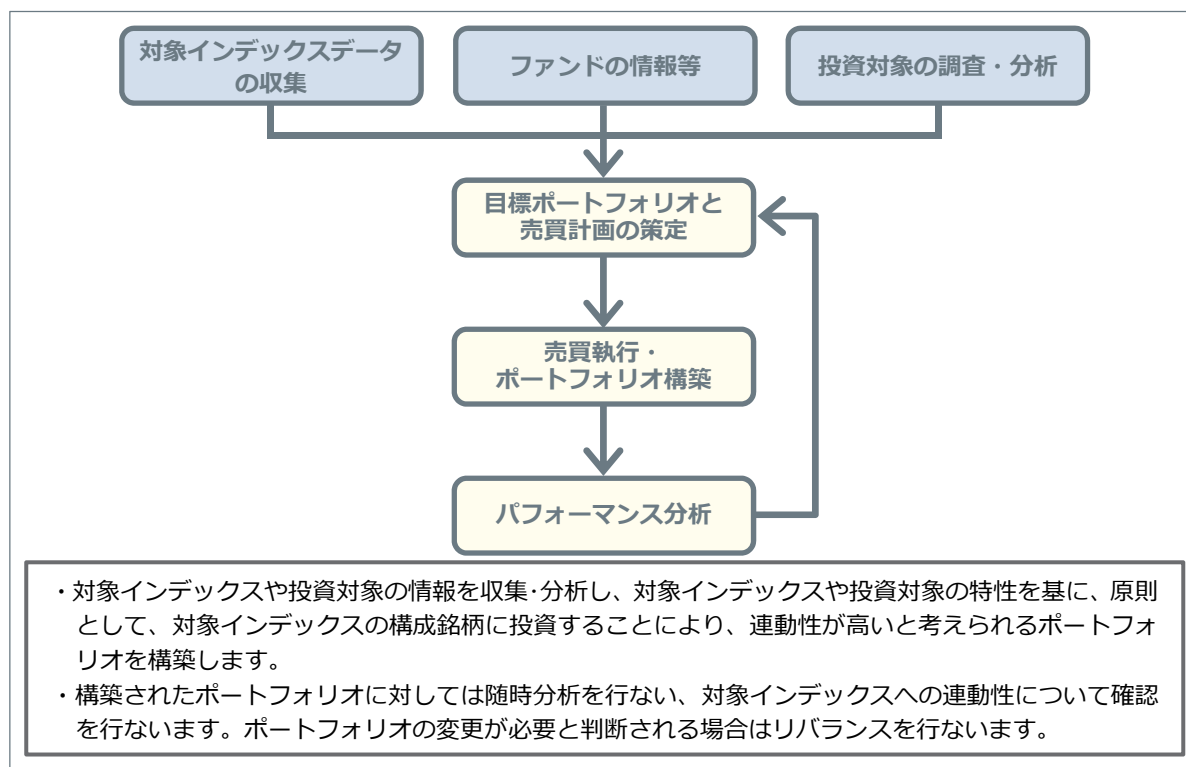 対象インデックスデータ
の収集
ファンドの情報等
投資対象の調査・分析
目標ポートフォリオと
売買計画の策定
売買執行・
ポートフォリオ構築
パフォーマンス分析
・対象インデックスや投資対象の情報を収集･分析し、対象インデックスや投資対象の特性を基に、原則
として、対象インデックスの構成銘柄に投資することにより、連動性が高いと考えられるポートフォ
リオを構築します。
・構築されたポートフォリオに対しては随時分析を行ない、対象インデックスへの連動性について確認
を行ないます。ポートフォリオの変更が必要と判断される場合はリバランスを行ないます。